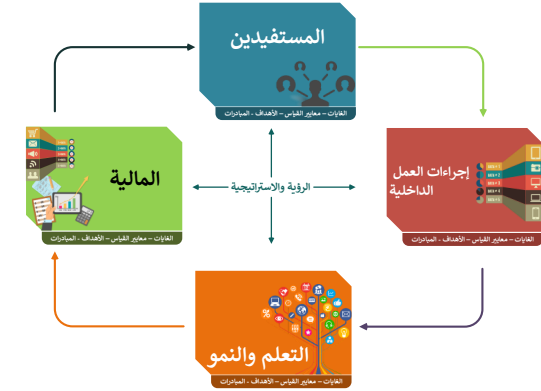 المستفيدين
الغايات – معايير القياس – الأهداف - المبادرات
إجراءات العمل
الداخلية
الغايات – معايير القياس – الأهداف - المبادرات
الرؤية والاستراتيجية
المالية
الغايات – معايير القياس – الأهداف - المبادرات
التعلم والنمو
الغايات – معايير القياس – الأهداف - المبادرات